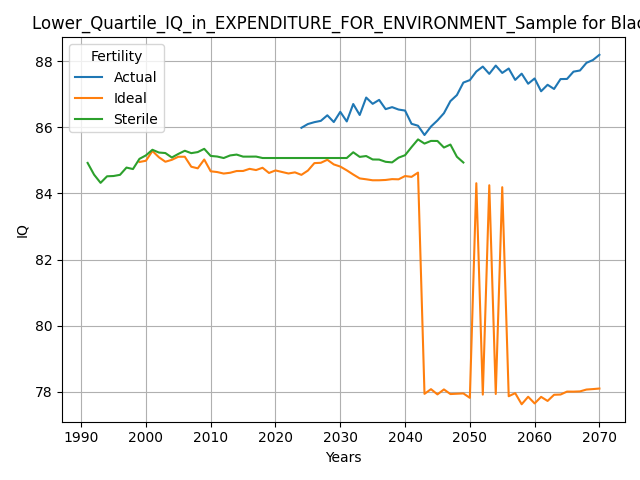 Lower_Quartile_IQ_in_EXPENDITURE_FOR_ENVIRONMENT_Sample for Blac
Fertility
Actual
Ideal
Sterile
88
86
84
82
80
78
IQ
1990 2000 2010 2020 2030 2040 2050 2060 2070
Years